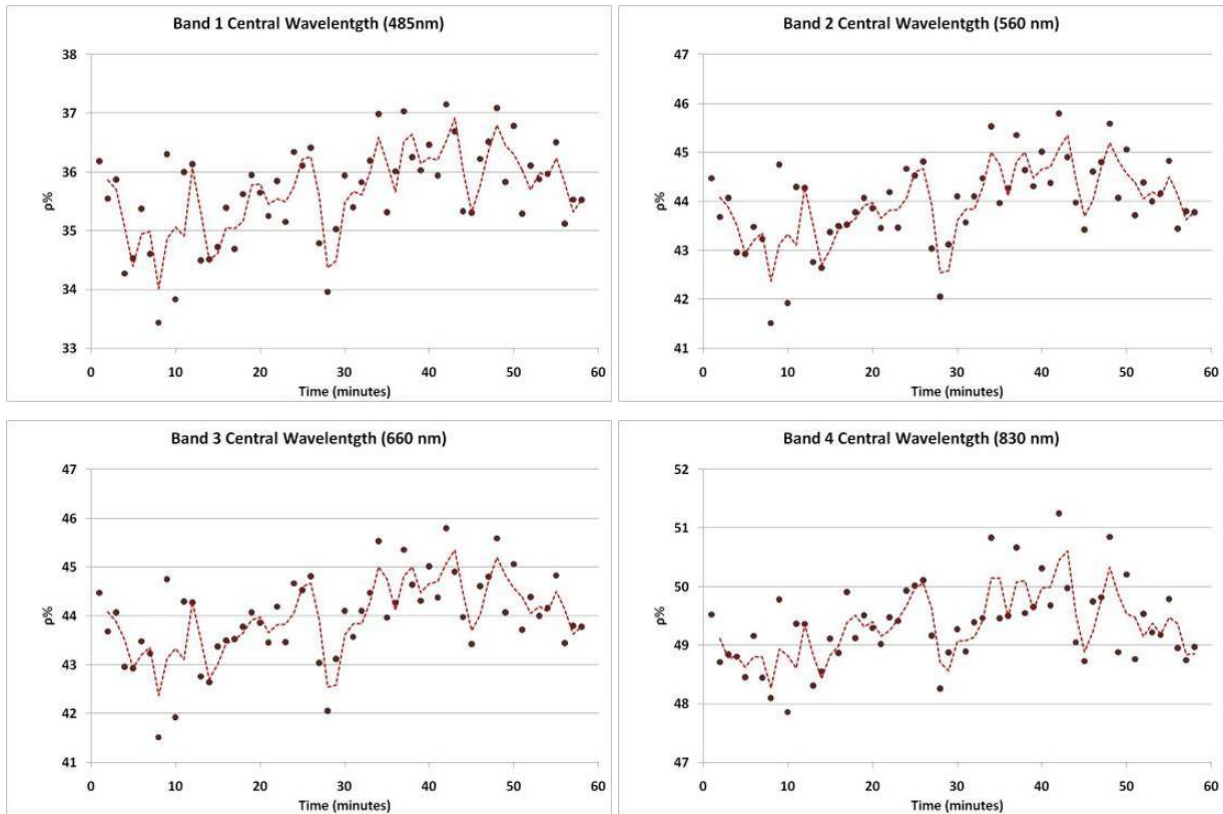 Band 1 Central Wavelentgth (485nm)
38
37
36
35
34
33
ρ%
0 10 20 30 40 50 60
Time (minutes)
Band 2 Central Wavelentgth (560 nm)
47
46
45
44
43
42
41
ρ%
0 10 20 30 40 50 60
Time (minutes)
Band 3 Central Wavelentgth (660 nm)
47
46
45
44
43
42
41
ρ%
0 10 20 30 40 50 60
Time (minutes)
Band 4 Central Wavelentgth (830 nm)
52
51
50
49
48
47
ρ%
0 10 20 30 40 50 60
Time (minutes)